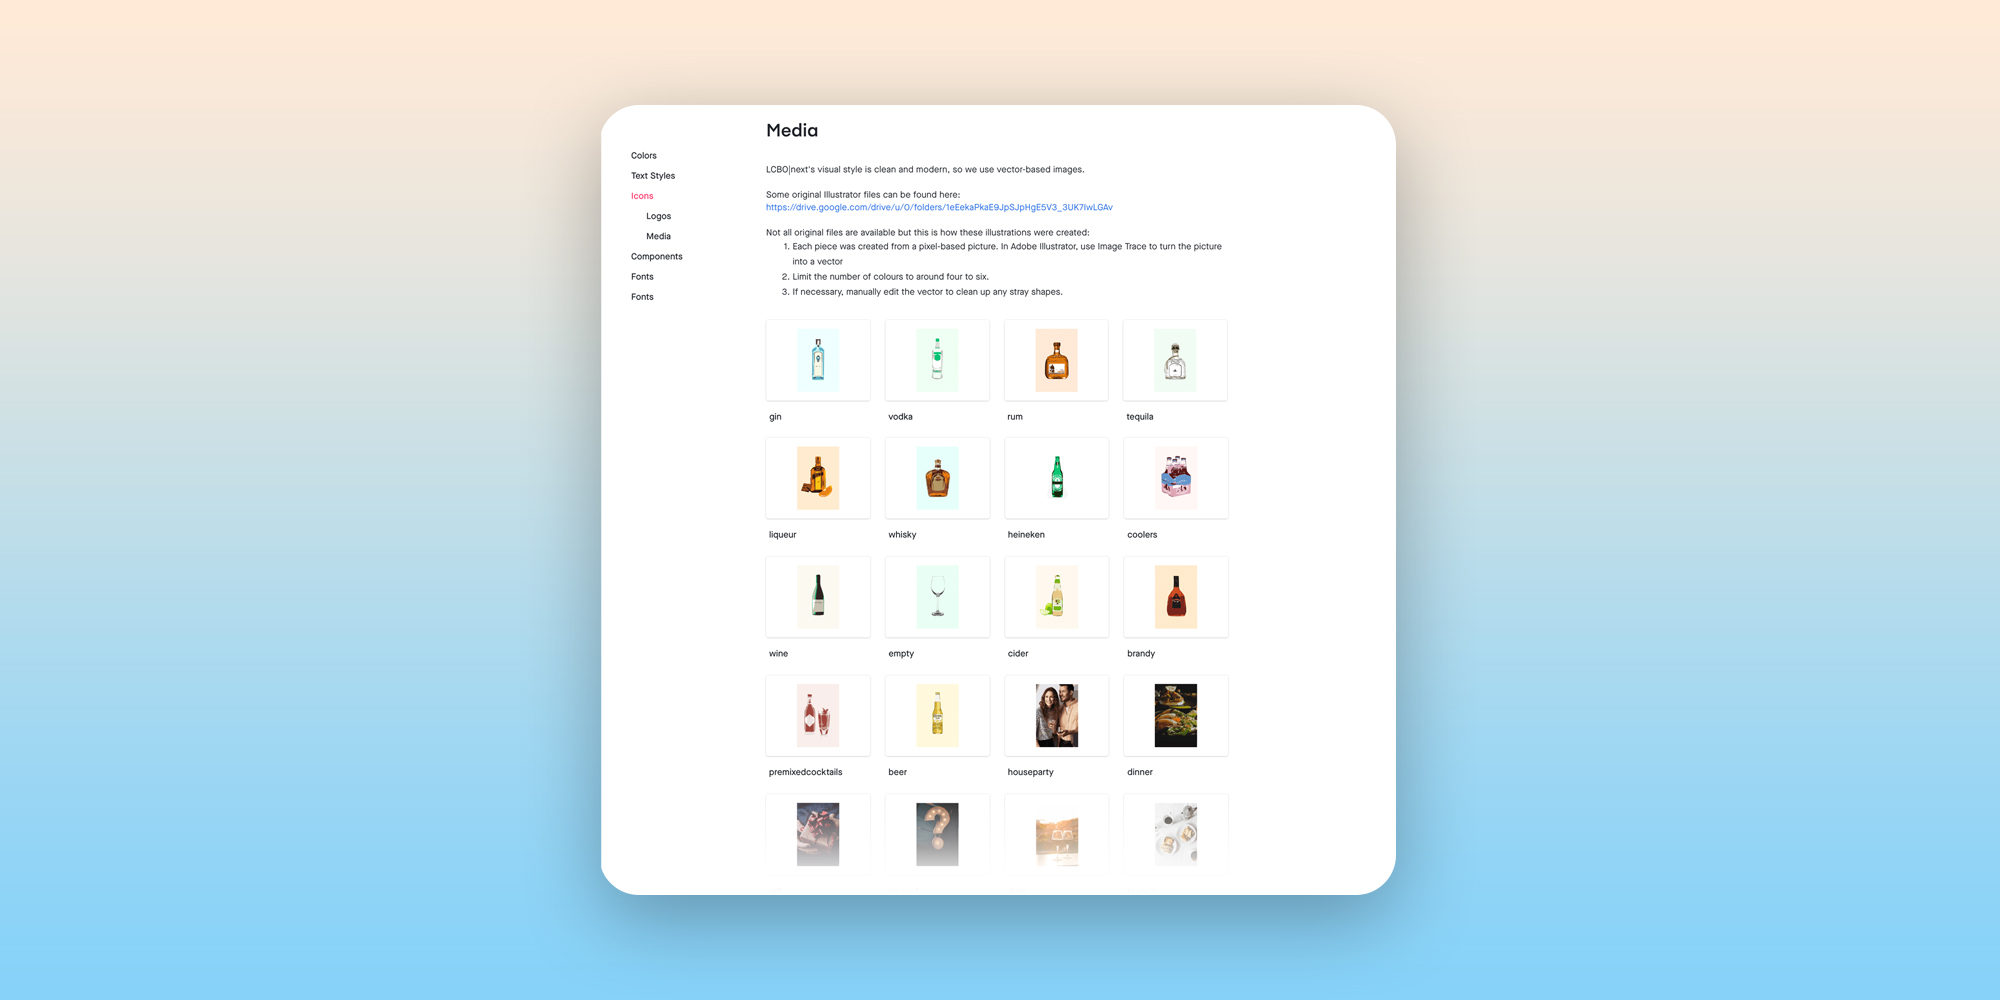 Media
Colors
Text Styles
Icons
Logos
Media
Components
Fonts
Fonts
LCBO|next's visual style is clean and modern, so we use vector-based images.
Some original Illustrator files can be found here:
https://drive.google.com/drive/u/0/folders/1eEekaPkaE9JpSJpHgE5V3_3UK7IwLGAv
Not all original files are available but this is how these illustrations were created:
1. Each piece was created from a pixel-based picture. In Adobe Illustrator, use Image Trace to turn the picture
into a vector
2. Limit the number of colours to around four to six.
3. If necessary, manually edit the vector to clean up any stray shapes.
gin
vodka
rum
tequila
liqueur
whisky
heineken
coolers
wine
empty
cider
brandy
premixedcocktails
beer
houseparty
dinner